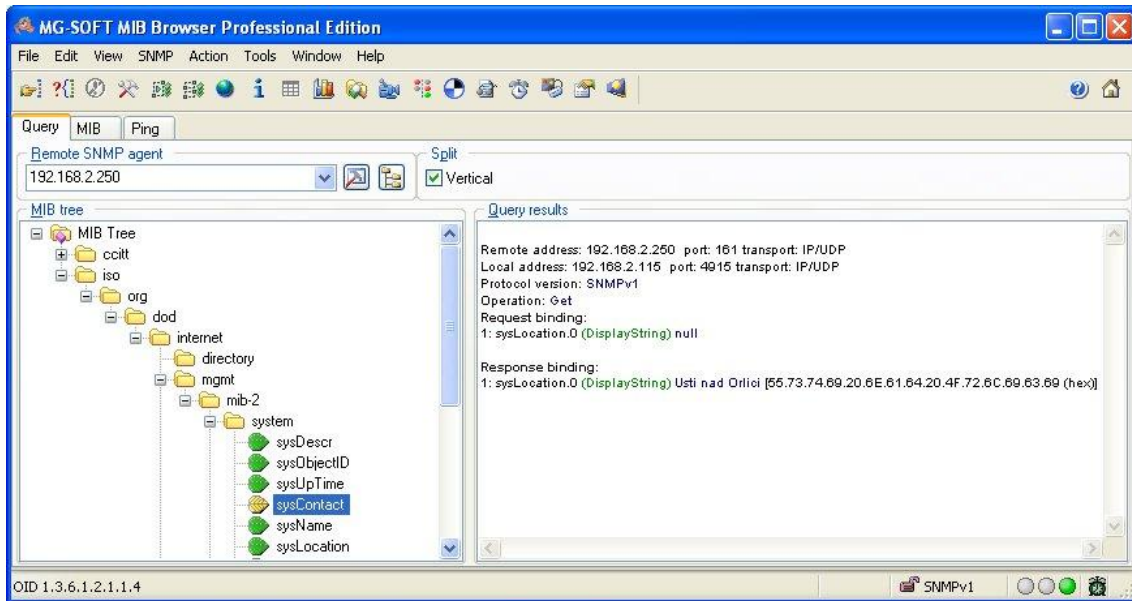 MG-SOFT MIB Browser Professional Edition
File Edit View SNMP Action Tools Window Help
Query MIB Ping
Remote SNMP agent
192.168.2.250
Split
Vertical
MIB tree
MIB Tree
ccitt
iso
org
dod
internet
directory
mgmt
mib-2
system
sysDescr
sysObjectID
sysUpTime
sysContact
sysName
sysLocation
Query results
Remote address: 192.168.2.250 port: 161 transport: IP/UDP
Local address: 192.168.2.115 port: 4915 transport: IP/UDP
Protocol version: SNMPv1
Operation: Get
Request binding:
1: sysLocation.0 (DisplayString) null
Response binding:
1: sysLocation.0 (DisplayString) Usti nad Orlici [55.73.74.69.20.6E.61.64.20.4F.72.6C.69.63.69 (hex)]
OID 1.3.6.1.2.1.1.4
SNMPv1